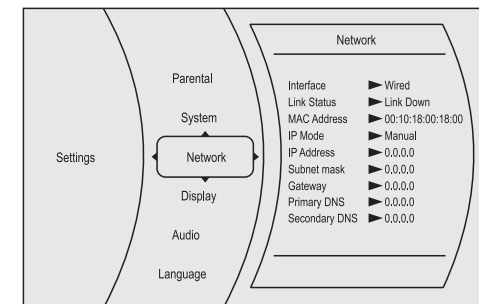 Settings
Parental
System
Network
Display
Audio
Language
Network
Interface ► Wired
Link Status ► Link Down
MAC Address ► 00:10:18:00:18:00
IP Mode ► Manual
IP Address ► 0.0.0.0
Subnet mask ► 0.0.0.0
Gateway ► 0.0.0.0
Primary DNS ► 0.0.0.0
Secondary DNS ► 0.0.0.0